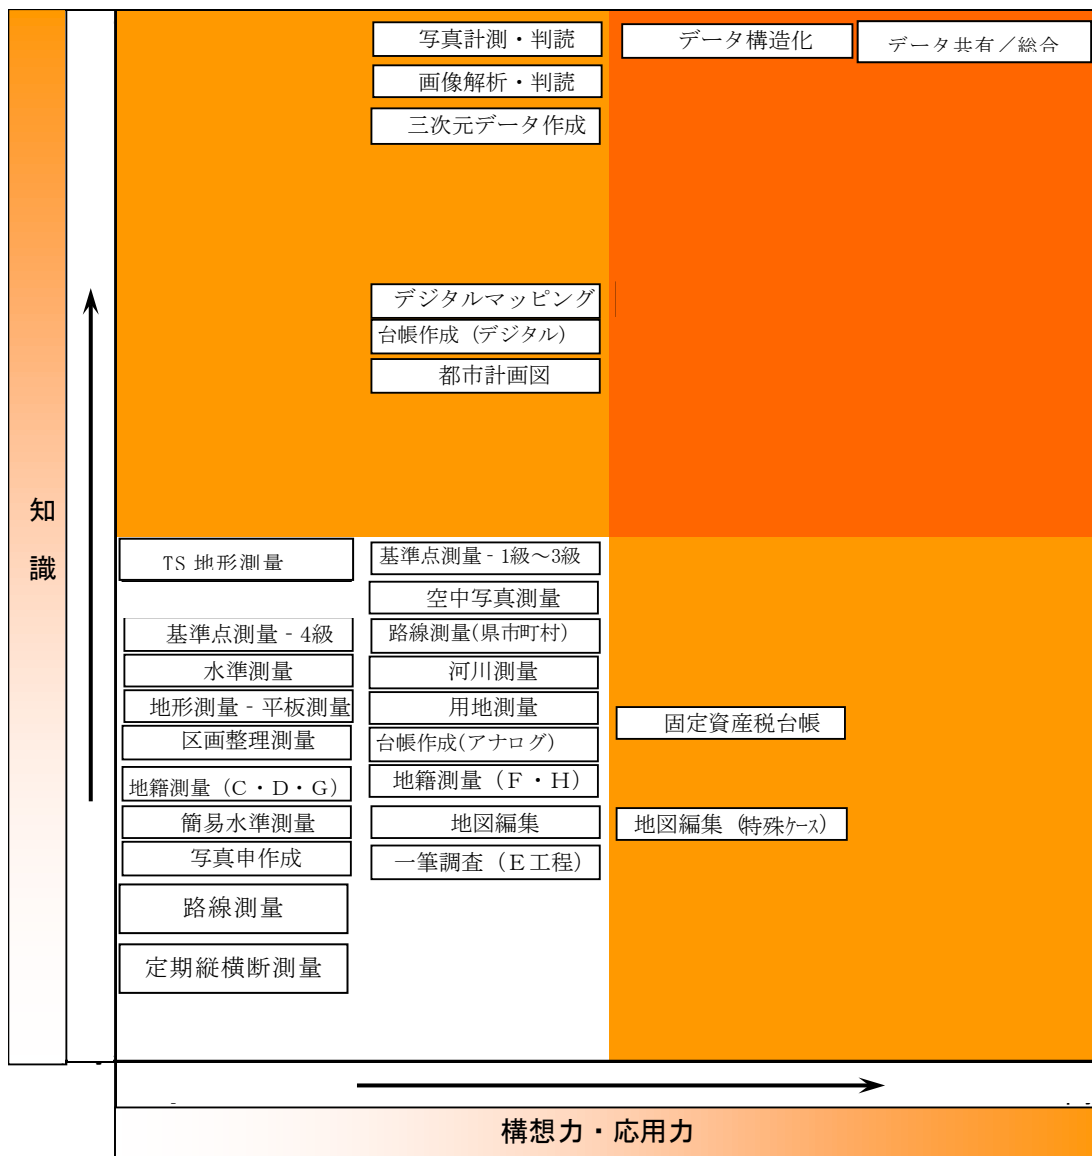 写真計測・判読
データ構造化
データ共有／総合
画像解析・判読
三次元データ作成
デジタルマッピング
台帳作成 (デジタル)
都市計画図
知識
TS 地形測量
基準点測量 - 1級～3級
空中写真測量
基準点測量 - 4級
路線測量(県市町村)
水準測量
河川測量
地形測量 - 平板測量
用地測量
固定資産税台帳
区画整理測量
台帳作成(アナログ)
地籍測量（C・D・G）
地籍測量（F・H）
簡易水準測量
地図編集
地図編集（特殊ケース）
写真申作成
一筆調査（E工程）
路線測量
定期縦横断測量
構想力・応用力